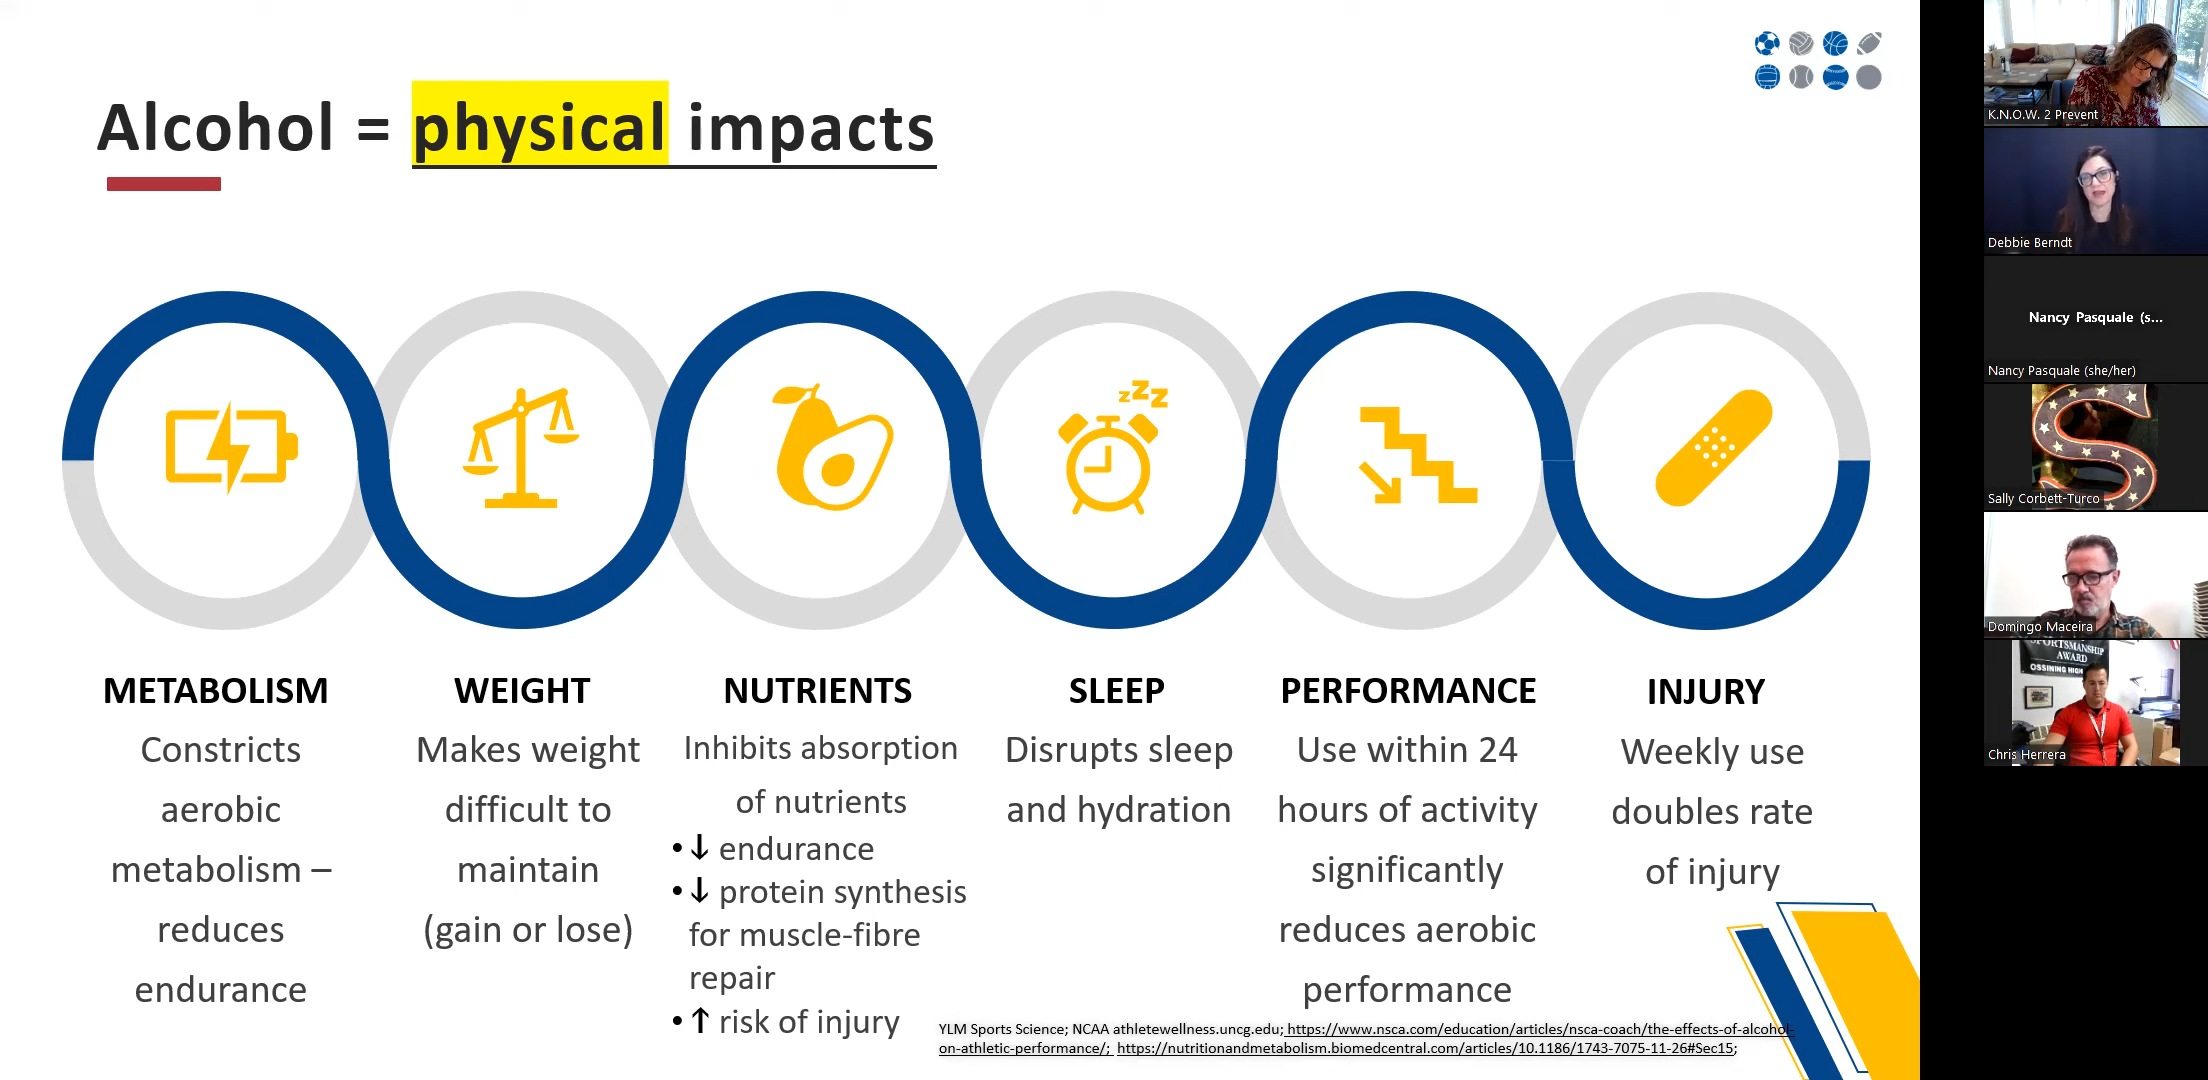 Alcohol = physical impacts
zzz
METABOLISM
Constricts
aerobic
metabolism –
reduces
endurance
WEIGHT
Makes weight
difficult to
maintain
(gain or lose)
NUTRIENTS
Inhibits absorption
of nutrients
• ↓ endurance
• ↓ protein synthesis
for muscle-fibre
repair
• ↑ risk of injury
SLEEP
Disrupts sleep
and hydration
PERFORMANCE
Use within 24
hours of activity
significantly
reduces aerobic
performance
INJURY
Weekly use
doubles rate
of injury
YLM Sports Science; NCAA athletewellness.uncg.edu; https://www.nsca.com/education/articles/nsca-coach/the-effects-of-alcohol-
on-athletic-performance/; https://nutritionandmetabolism.biomedcentral.com/articles/10.1186/1743-7075-11-26#Sec15;
K.N.O.W. 2 Prevent
Debbie Berndt
Nancy Pasquale (s...
Nancy Pasquale (she/her)
S
Sally Corbett-Turco
Domingo Maceira
SPORTSMANSHIP
AWARD
OSSINING HIGH
Chris Herrera